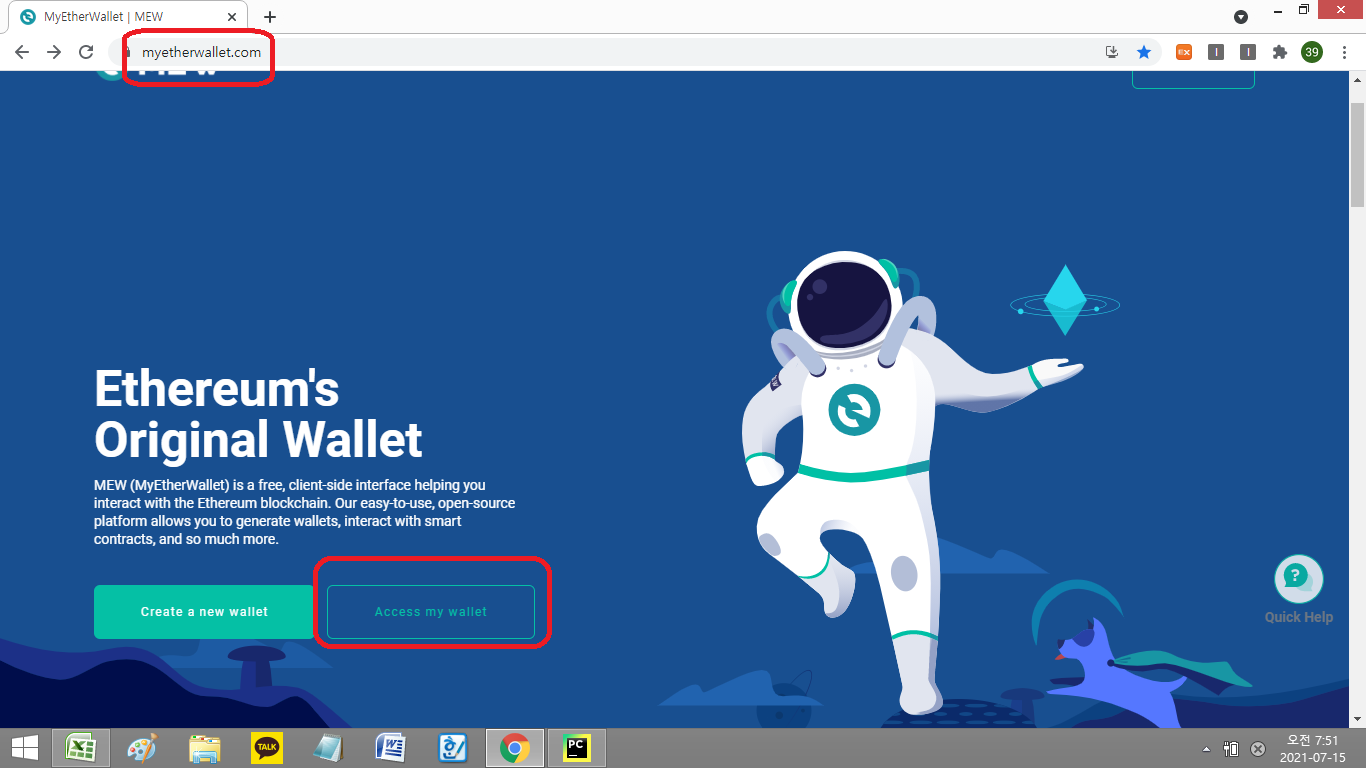 MyEtherWallet | MEW
myetherwallet.com
39
Ethereum's
Original Wallet
MEW (MyEtherWallet) is a free, client-side interface helping you
interact with the Ethereum blockchain. Our easy-to-use, open-source
platform allows you to generate wallets, interact with smart
contracts, and so much more.
Create a new wallet
Access my wallet
Quick Help
TALK
PC
오전 7:51
2021-07-15